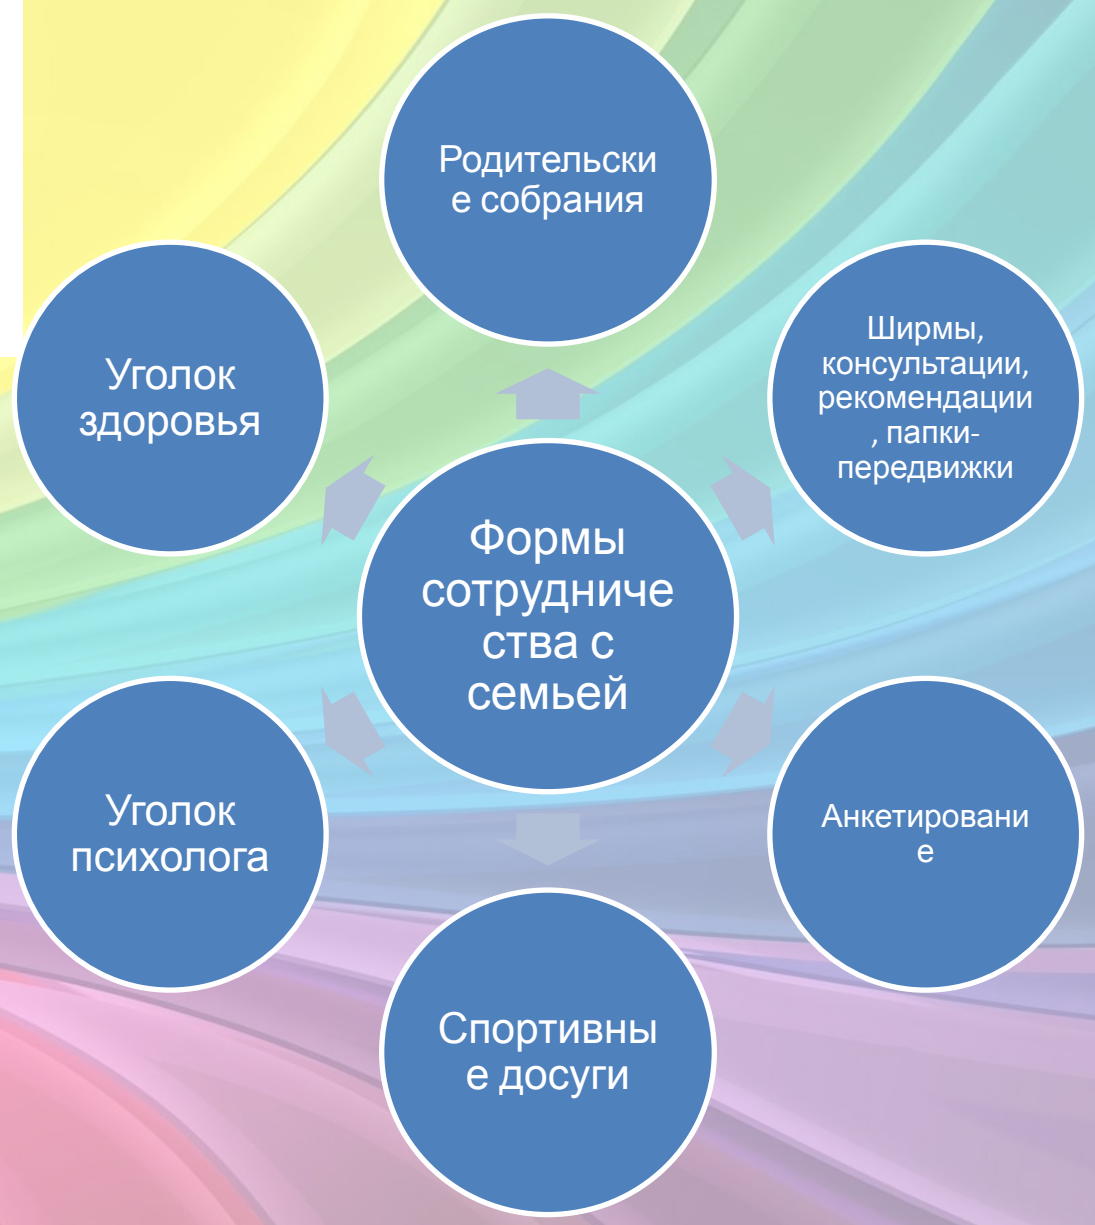 Родительски
е собрания
Ширмы,
консультации,
рекомендации
, папки-
передвижки
Анкетировани
е
Спортивны
е досуги
Уголок
психолога
Уголок
здоровья
Формы
сотрудниче
ства с
семьей